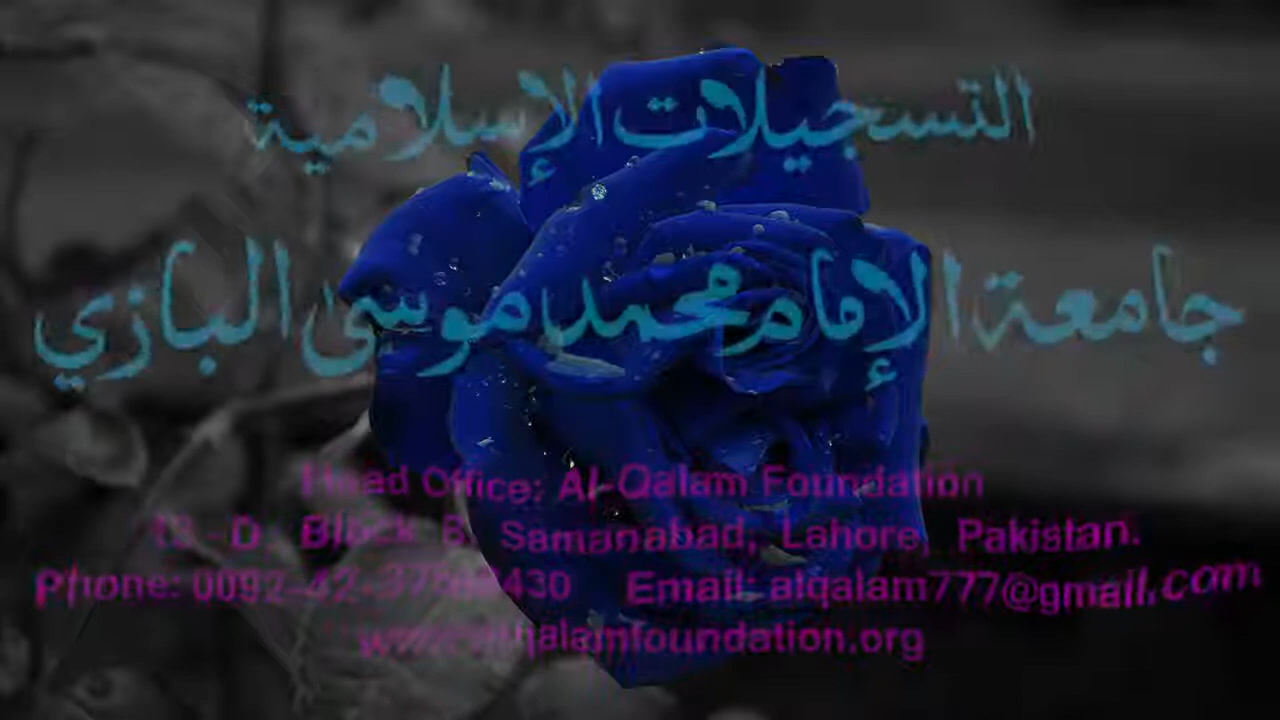 التسجيلات الإسلامية
جامعة الإمام محمد موسى البازي
Head Office: Al-Qalam Foundation
13-D Block B, Samanabad, Lahore, Pakistan.
Phone: Email: alqalam777@gmail.com